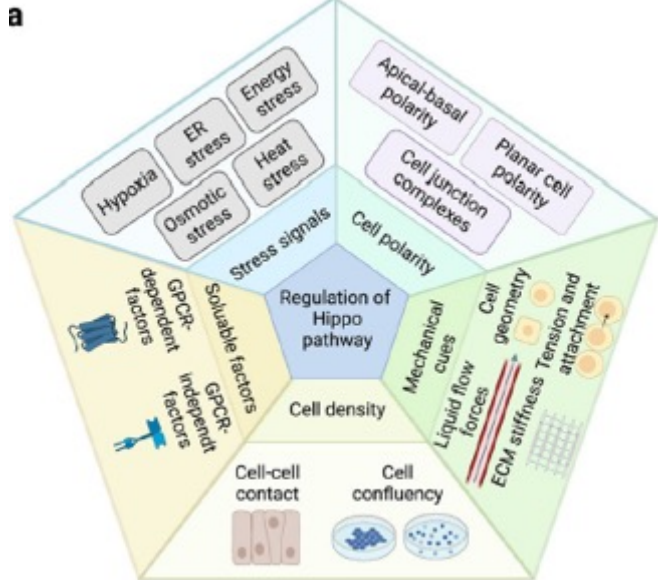 a
Energy
stress
ER
stress
Hypoxia
Heat
stress
Osmotic
stress
Stress signals
Apical-basal
polarity
Planar cell
polarity
Cell junction
complexes
Cell polarity
Regulation of
Hippo
pathway
GPCR-
dependent
factors
GPCR-
independt
factors
Soluable factors
Mechanical
cues
Cell
geometry
Tension and
attachment
Liquid flow
forces
ECM stiffness
Cell density
Cell-cell
contact
Cell
confluency